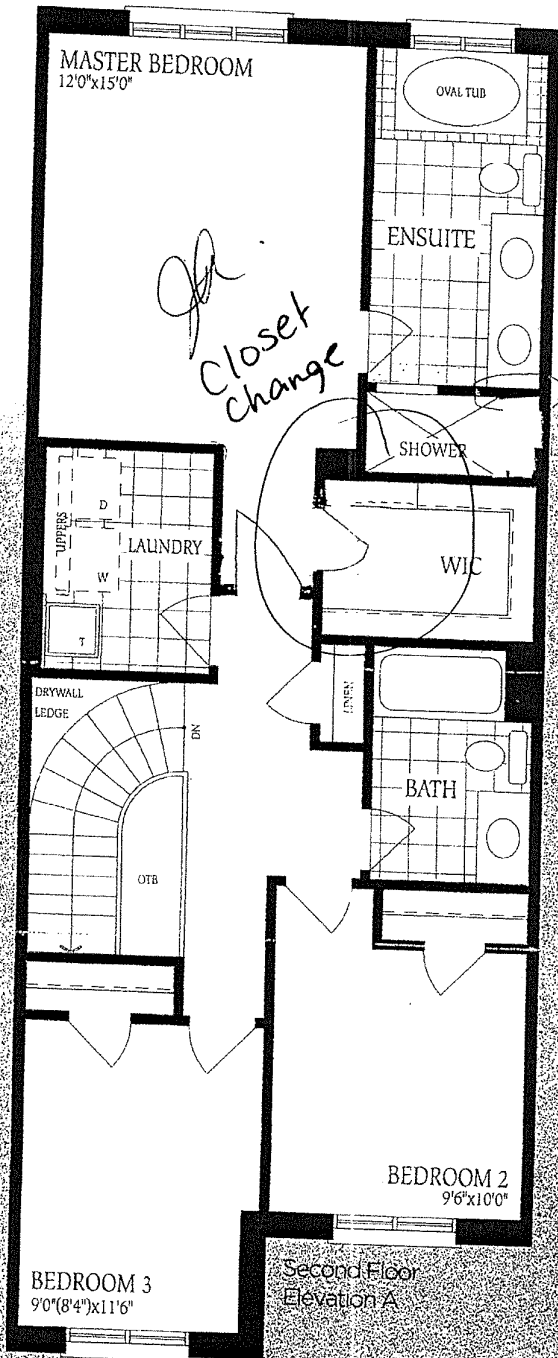 MASTER BEDROOM
12'0"x15'0"
OVAL TUB
ENSUITE
Closet
change
SHOWER
UPPERS
D
LAUNDRY
W
WIC
T
LINEN
DRYWALL
LEDGE
DN
BATH
OTB
BEDROOM 2
9'6"x10'0"
BEDROOM 3
9'0"(8'4")x11'6"
Second Floor
Elevation A